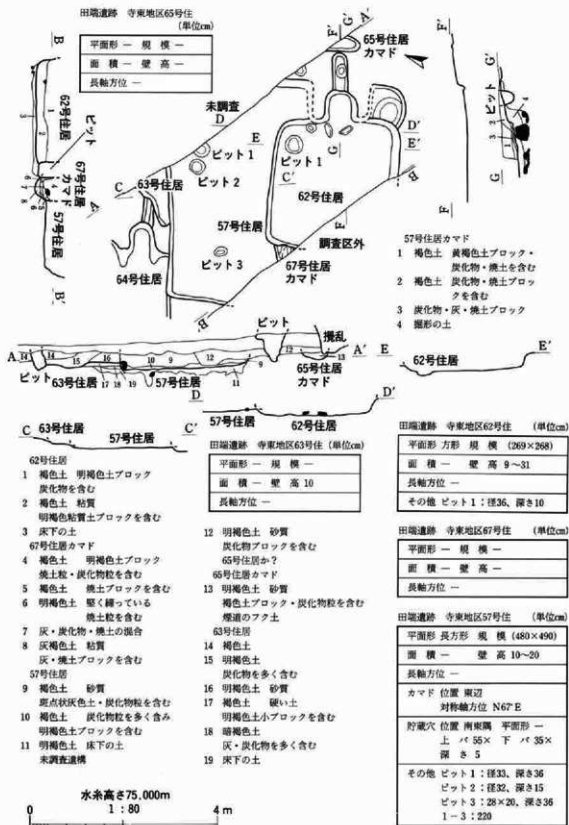 田端遺跡 寺東地区65号住
(単位cm)
平面形 ー 規 模 ー
面 積 ー 壁 高 ー
長軸方位 ー
B
62号住居
ピット
67号住居
カマド
57号住居
A'
B'
未調査
D
E
C
63号住居
64号住居
ピット1
ピット2
ピット3
57号住居
ピット1
C'
62号住居
F'
G'
A'
65号住居
カマド
D'
E'
G
F
B
調査区外
67号住居
カマド
B'
F'
F
G'
ピット
G
57号住居カマド
1 褐色土 黄褐色土ブロック・
炭化物・焼土を含む
2 褐色土 炭化物・焼土ブロッ
クを含む
3 炭化物・灰・焼土ブロック
4 掘形の土
A
ピット
63号住居
57号住居
ピット
65号住居
カマド
攪乱
A'
E
62号住居
E'
D
57号住居
62号住居
D'
C
63号住居
57号住居
C'
62号住居
1 褐色土 明褐色土ブロック
炭化物を含む
2 褐色土 粘質
明褐色粘質土ブロックを含む
3 床下の土
67号住居カマド
4 褐色土 明褐色土ブロック
焼土粒・炭化物粒を含む
5 褐色土 焼土ブロックを含む
6 明褐色土 堅く締っている
焼土粒を含む
7 灰・炭化物・焼土の混合
8 灰褐色土 粘質
灰・焼土ブロックを含む
57号住居
9 褐色土 砂質
斑点状灰色土・炭化物粒を含む
10 褐色土 炭化物粒を多く含み
明褐色土ブロックを含む
11 明褐色土 床下の土
未調査遺構
田端遺跡 寺東地区63号住(単位cm)
平面形 ー 規 模 ー
面 積 ー 壁 高 10
長軸方位 ー
12 明褐色土 砂質
炭化物ブロックを含む
65号住居か?
65号住居カマド
13 明褐色土 砂質
褐色土ブロック・炭化物粒を含む
煙道のフク土
63号住居
14 褐色土
15 明褐色土
炭化物を多く含む
16 明褐色土 砂質
17 褐色土 硬い土
明褐色土小ブロックを含む
18 暗褐色土
灰・炭化物を多く含む
19 床下の土
田端遺跡 寺東地区62号住 (単位cm)
平面形 方形 規 模 (269×268)
面 積 ー 壁 高 9～31
長軸方位 ー
その他 ピット1:径36、深さ10
田端遺跡 寺東地区67号住 (単位cm)
平面形 ー 規 模 ー
面 積 ー 壁 高 ー
長軸方位 ー
田端遺跡 寺東地区57号住 (単位cm)
平面形 長方形 規 模 (480×490)
面 積 ー 壁 高 10～20
長軸方位 ー
カマド 位置 東辺
対称軸方位 N67°E
貯蔵穴 位置 南東隅 平面形 ー
上 バ 55× 下 バ 35×
深 さ 5
その他 ピット1:径33、深さ36
ピット2:径32、深さ15
ピット3:28×20、深さ36
1－3:220
水糸高さ75,000m
1:80
0 4m